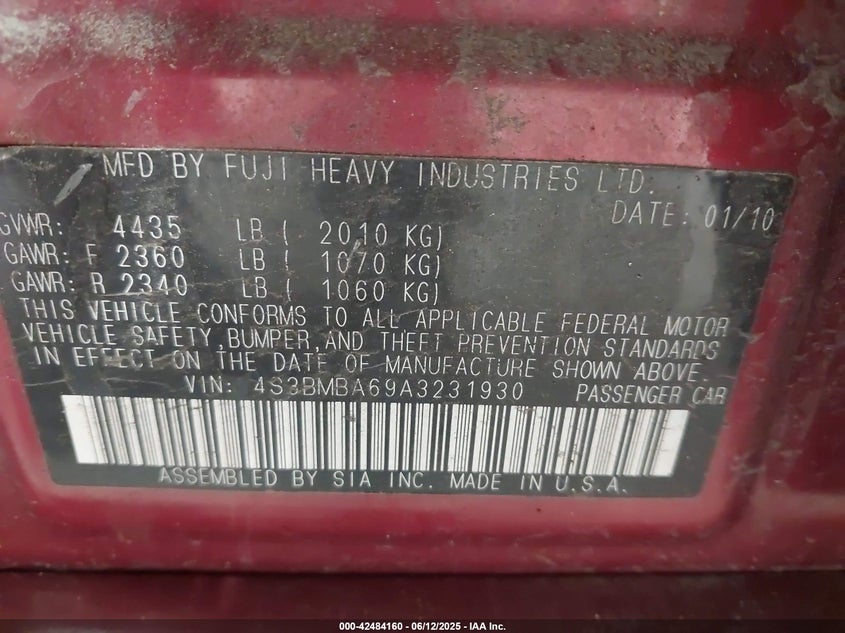 MFD BY FUJI HEAVY INDUSTRIES LTD.
DATE: 01/10
GVWR: 4435 LB ( 2010 KG)
GAWR: F 2360 LB ( 1070 KG)
GAWR: R 2340 LB ( 1060 KG)
THIS VEHICLE CONFORMS TO ALL APPLICABLE FEDERAL MOTOR
VEHICLE SAFETY, BUMPER, AND THEFT PREVENTION STANDARDS
IN EFFECT ON THE DATE OF MANUFACTURE SHOWN ABOVE.
VIN: 4S3BMBA69A3231930 PASSENGER CAR
ASSEMBLED BY SIA INC. MADE IN U.S.A.
000-42484160 - 06/12/2025 - IAA Inc.